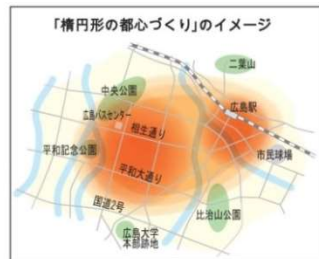 「楕円形の都心づくり」のイメージ
二葉山
中央公園
広島駅
広島バスセンター
相生通り
市民球場
平和記念公園
平和大通り
国道2号
比治山公園
広島大学
本部跡地